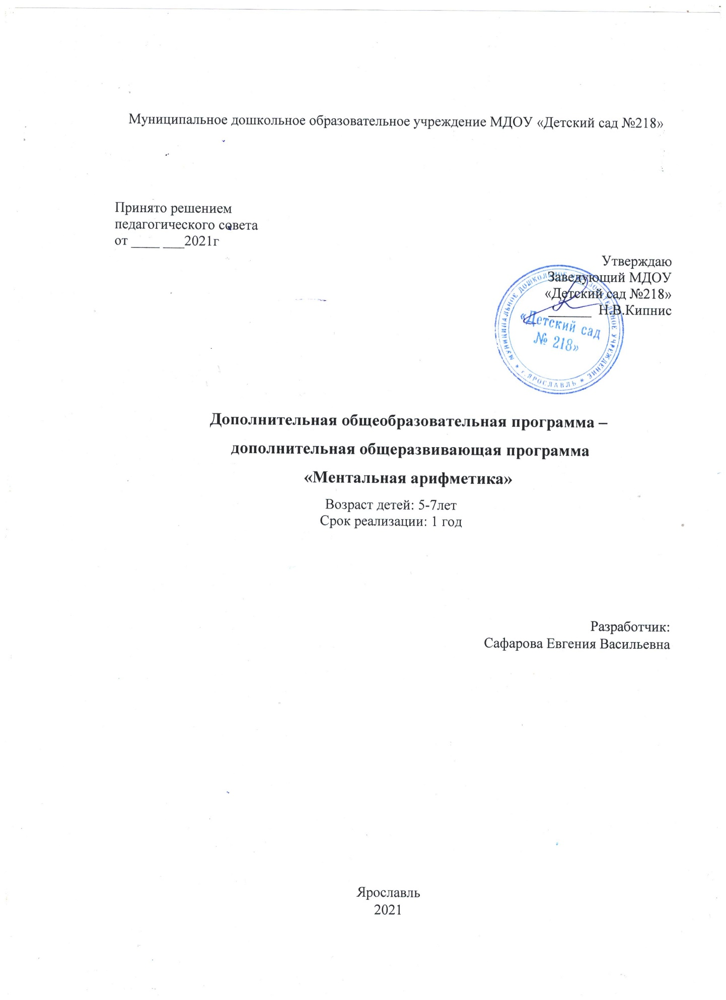 Муниципальное дошкольное образовательное учреждение МДОУ «Детский сад №218»
Принято решением
педагогического совета
от ____ ___2021г
Утверждаю
Заведующий МДОУ
«Детский сад №218»
______ Н.В.Кипнис
МУНИЦИПАЛЬНОЕ ДОШКОЛЬНОЕ ОБРАЗОВАТЕЛЬНОЕ УЧРЕЖДЕНИЕ * г.ЯРОСЛАВЛЬ *
«Детский сад
№ 218»
Дополнительная общеобразовательная программа –
дополнительная общеразвивающая программа
«Ментальная арифметика»
Возраст детей: 5-7лет
Срок реализации: 1 год
Разработчик:
Сафарова Евгения Васильевна
Ярославль
2021